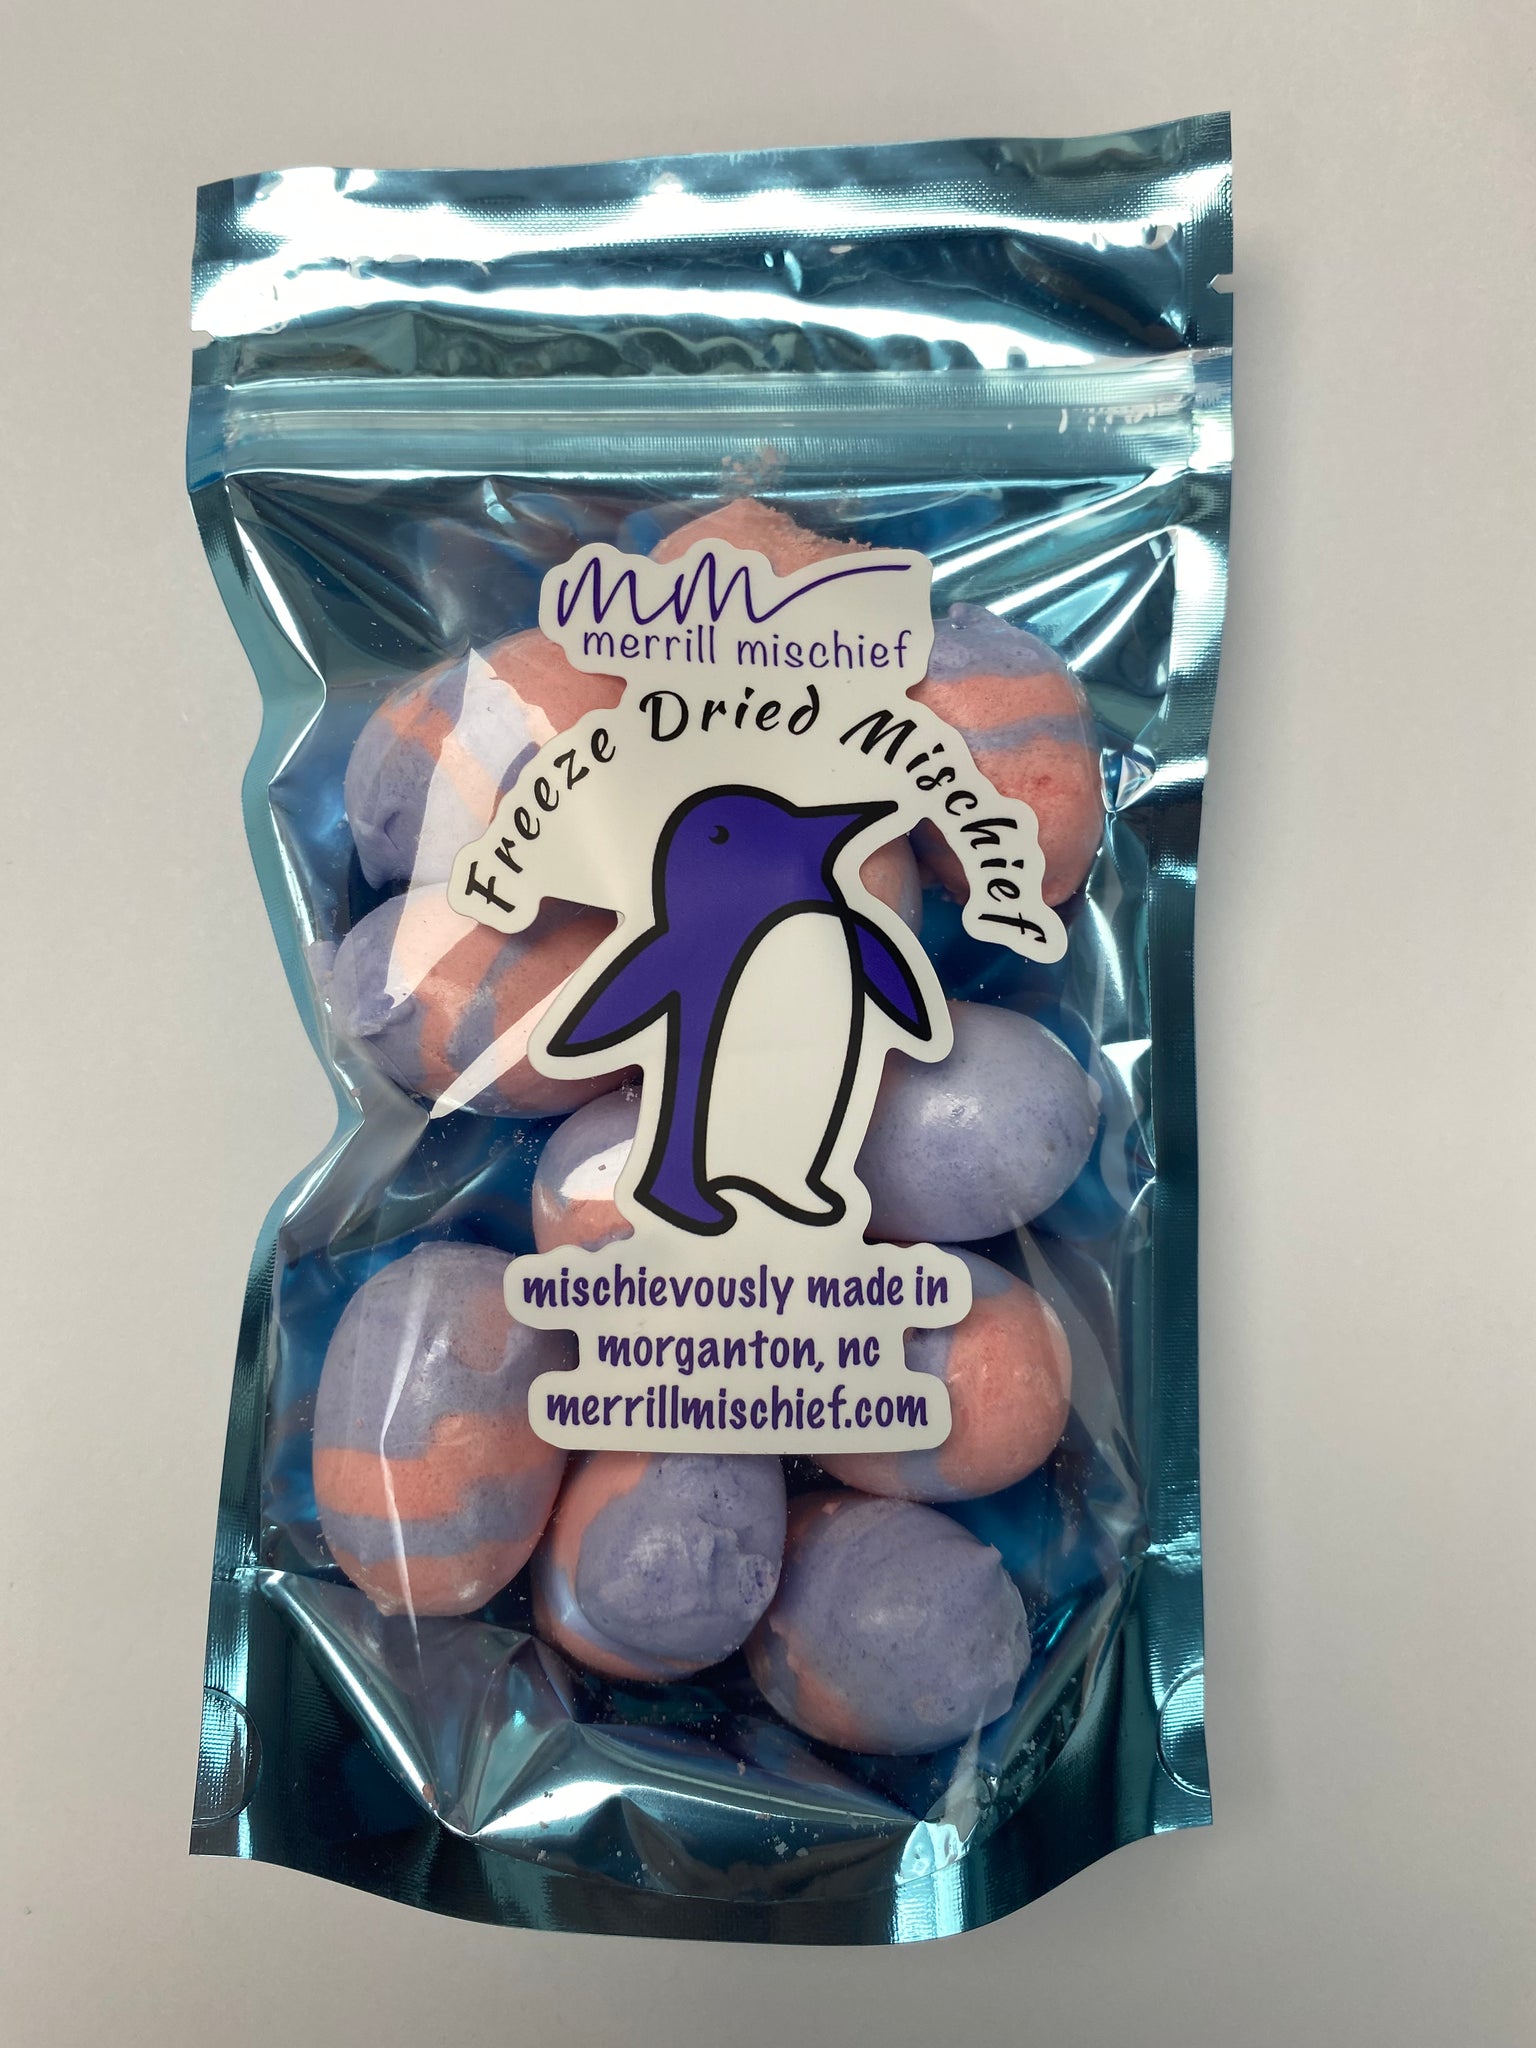 mm
merrill mischief
Freeze Dried Mischief
mischievously made in
morganton, nc
merrillmischief.com